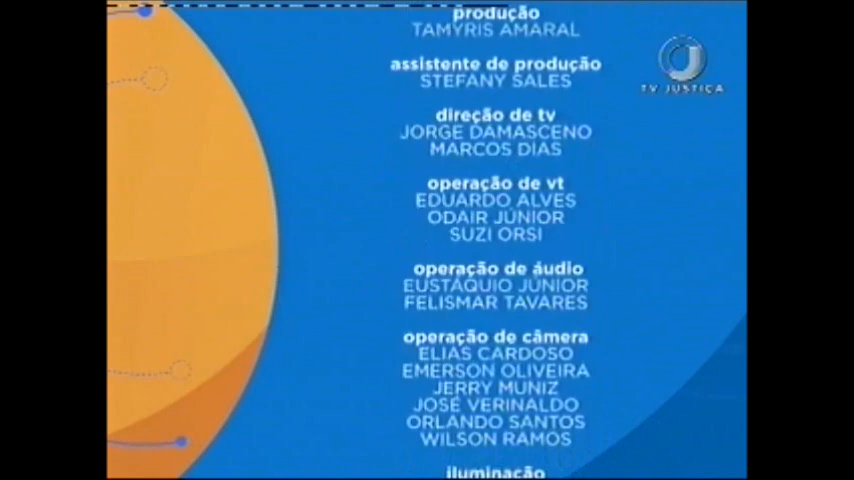 produção
TAMYRIS AMARAL
assistente de produção
STEFANY SALES
direção de tv
JORGE DAMASCENO
MARCOS DIAS
operação de vt
EDUARDO ALVES
ODAIR JÚNIOR
SUZI ORSI
operação de áudio
EUSTÁQUIO JÚNIOR
FELISMAR TAVARES
operação de câmera
ELIAS CARDOSO
EMERSON OLIVEIRA
JERRY MUNIZ
JOSÉ VERINALDO
ORLANDO SANTOS
WILSON RAMOS
iluminação
TV JUSTIÇA